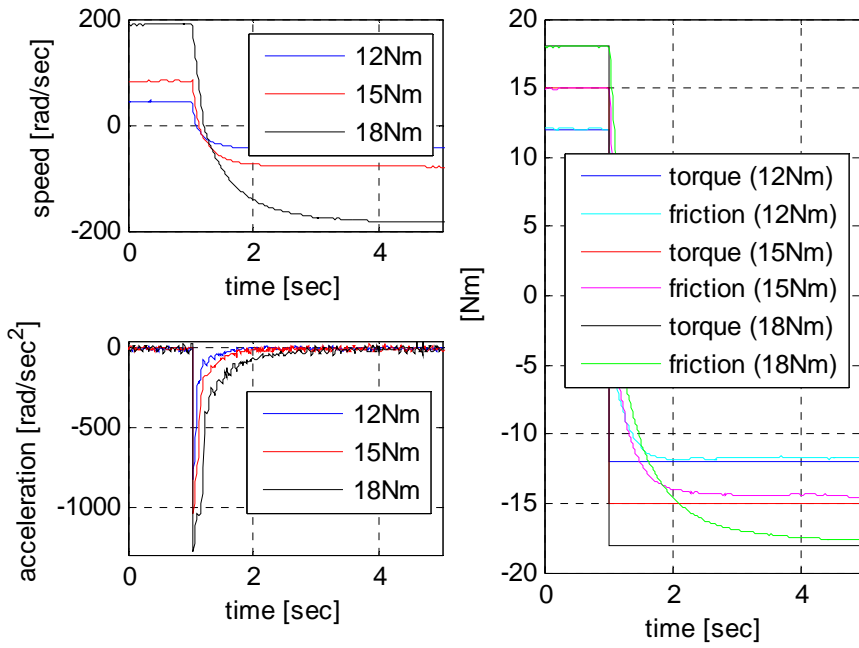 200
0
-200
speed [rad/sec]
12Nm
15Nm
18Nm
0
2
4
time [sec]
0
-500
-1000
acceleration [rad/sec²]
12Nm
15Nm
18Nm
0
2
4
time [sec]
20
15
10
5
0
-5
-10
-15
-20
[Nm]
torque (12Nm)
friction (12Nm)
torque (15Nm)
friction (15Nm)
torque (18Nm)
friction (18Nm)
0
2
4
time [sec]